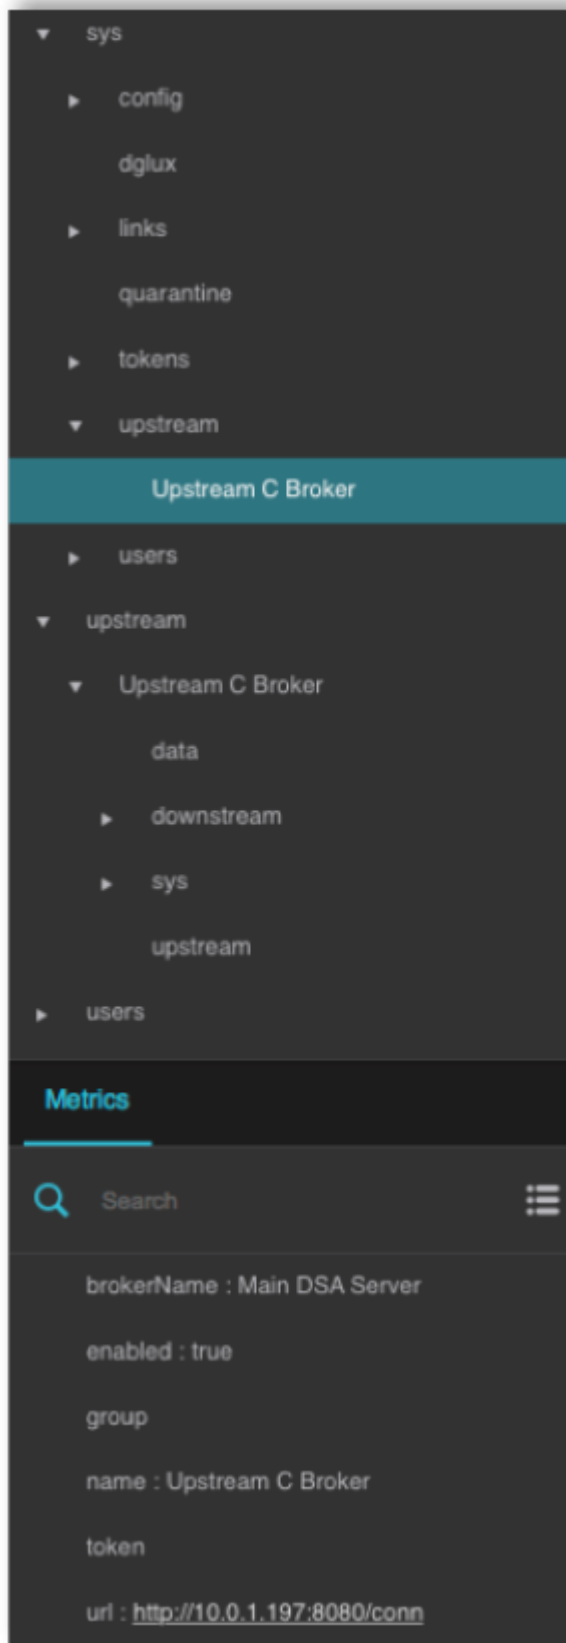 sys
config
dglux
links
quarantine
tokens
upstream
Upstream C Broker
users
upstream
Upstream C Broker
data
downstream
sys
upstream
users
Metrics
Search
brokerName : Main DSA Server
enabled : true
group
name : Upstream C Broker
token
url : http://10.0.1.197:8080/conn